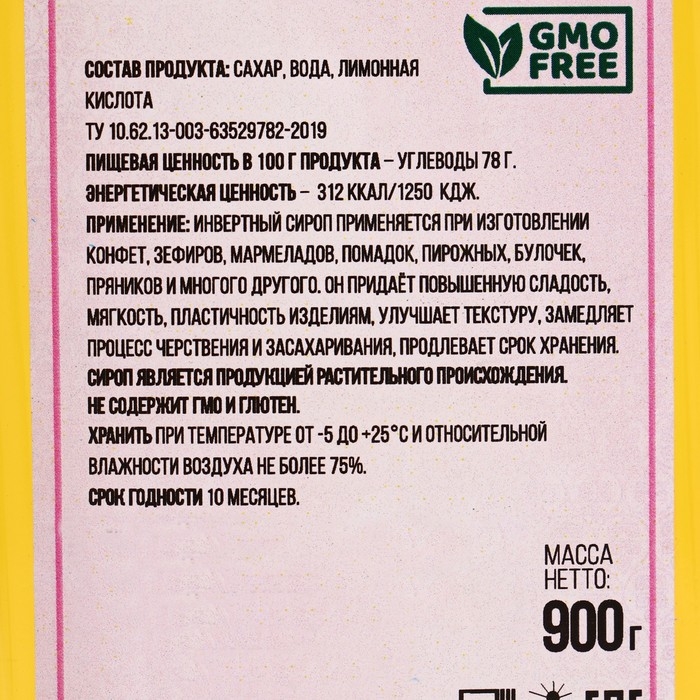 GMO
FREE
СОСТАВ ПРОДУКТА: САХАР, ВОДА, ЛИМОННАЯ
КИСЛОТА
ТУ 10.62.13-003-63529782-2019
ПИЩЕВАЯ ЦЕННОСТЬ В 100 Г ПРОДУКТА – УГЛЕВОДЫ 78 Г.
ЭНЕРГЕТИЧЕСКАЯ ЦЕННОСТЬ – 312 ККАЛ/1250 КДЖ.
ПРИМЕНЕНИЕ: ИНВЕРТНЫЙ СИРОП ПРИМЕНЯЕТСЯ ПРИ ИЗГОТОВЛЕНИИ
КОНФЕТ, ЗЕФИРОВ, МАРМЕЛАДОВ, ПОМАДОК, ПИРОЖНЫХ, БУЛОЧЕК,
ПРЯНИКОВ И МНОГОГО ДРУГОГО. ОН ПРИДАЁТ ПОВЫШЕННУЮ СЛАДОСТЬ,
МЯГКОСТЬ, ПЛАСТИЧНОСТЬ ИЗДЕЛИЯМ, УЛУЧШАЕТ ТЕКСТУРУ, ЗАМЕДЛЯЕТ
ПРОЦЕСС ЧЕРСТВЕНИЯ И ЗАСАХАРИВАНИЯ, ПРОДЛЕВАЕТ СРОК ХРАНЕНИЯ.
СИРОП ЯВЛЯЕТСЯ ПРОДУКЦИЕЙ РАСТИТЕЛЬНОГО ПРОИСХОЖДЕНИЯ.
НЕ СОДЕРЖИТ ГМО И ГЛЮТЕН.
ХРАНИТЬ ПРИ ТЕМПЕРАТУРЕ ОТ -5 ДО +25°С И ОТНОСИТЕЛЬНОЙ
ВЛАЖНОСТИ ВОЗДУХА НЕ БОЛЕЕ 75%.
СРОК ГОДНОСТИ 10 МЕСЯЦЕВ.
МАССА
НЕТТО:
900 г